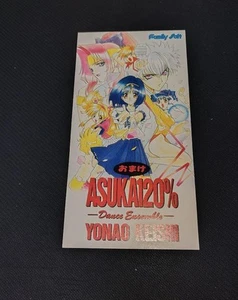 Family Soft
おまけ
ASUKA120%
Dance Ensemble
YONAO KEISHI